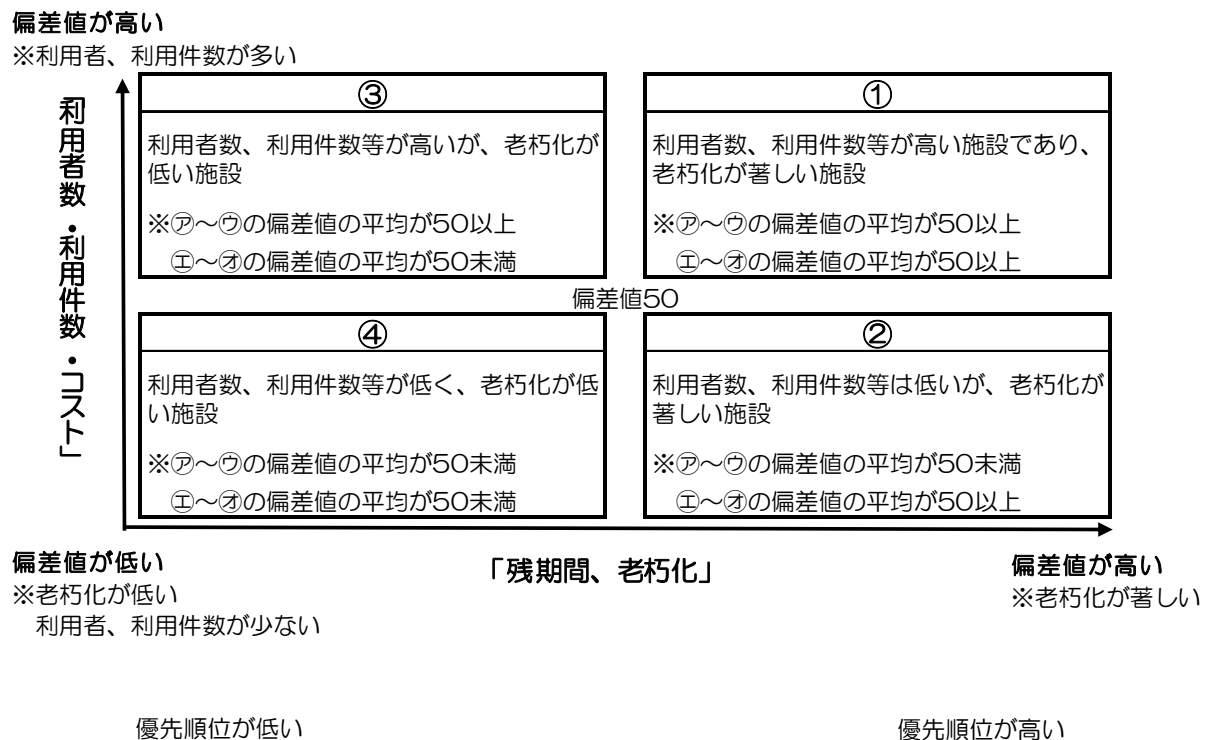 偏差値が高い
※利用者、利用件数が多い
「利用者数・利用件数・コスト」
③
利用者数、利用件数等が高いが、老朽化が
低い施設
※㋐～㋒の偏差値の平均が50以上
㋓～㋔の偏差値の平均が50未満
①
利用者数、利用件数等が高い施設であり、
老朽化が著しい施設
※㋐～㋒の偏差値の平均が50以上
㋓～㋔の偏差値の平均が50以上
偏差値50
④
利用者数、利用件数等が低く、老朽化が低
い施設
※㋐～㋒の偏差値の平均が50未満
㋓～㋔の偏差値の平均が50未満
②
利用者数、利用件数等は低いが、老朽化が
著しい施設
※㋐～㋒の偏差値の平均が50未満
㋓～㋔の偏差値の平均が50以上
偏差値が低い
※老朽化が低い
利用者、利用件数が少ない
「残期間、老朽化」
偏差値が高い
※老朽化が著しい
優先順位が低い
優先順位が高い